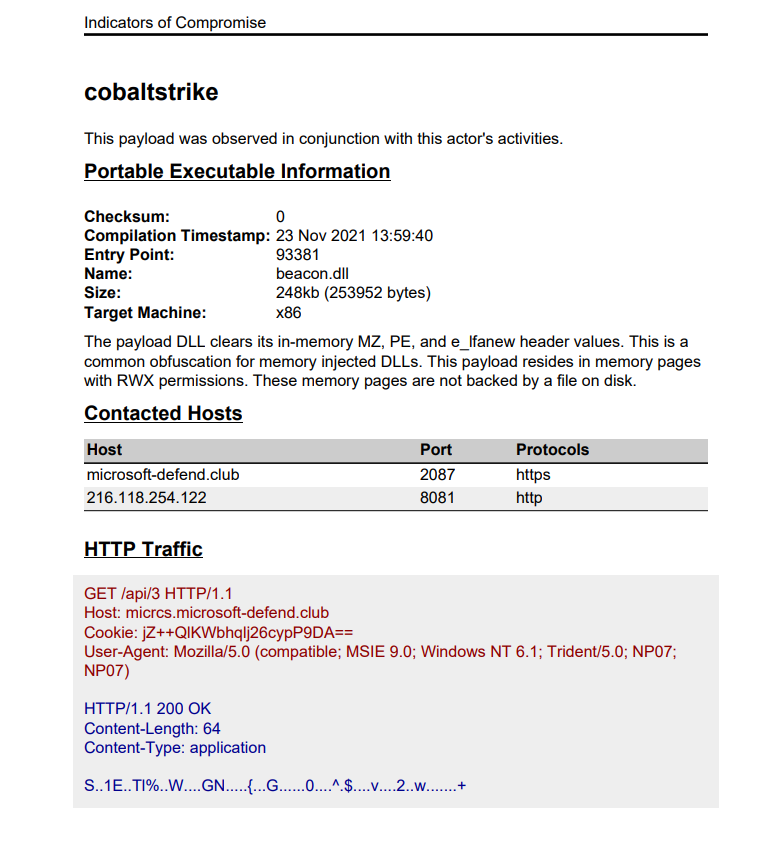 Indicators of Compromise
cobaltstrike
This payload was observed in conjunction with this actor's activities.
Portable Executable Information
Checksum: 0
Compilation Timestamp: 23 Nov 2021 13:59:40
Entry Point: 93381
Name: beacon.dll
Size: 248kb (253952 bytes)
Target Machine: x86
The payload DLL clears its in-memory MZ, PE, and e_lfanew header values. This is a
common obfuscation for memory injected DLLs. This payload resides in memory pages
with RWX permissions. These memory pages are not backed by a file on disk.
Contacted Hosts
Host Port Protocols
microsoft-defend.club 2087 https
216.118.254.122 8081 http
HTTP Traffic
GET /api/3 HTTP/1.1
Host: micrcs.microsoft-defend.club
Cookie: jZ++QlKWbhqlj26cypP9DA==
User-Agent: Mozilla/5.0 (compatible; MSIE 9.0; Windows NT 6.1; Trident/5.0; NP07;
NP07)
HTTP/1.1 200 OK
Content-Length: 64
Content-Type: application
S..1E..TI%..W....GN.....{...G......0....^.$....v....2..w.......+